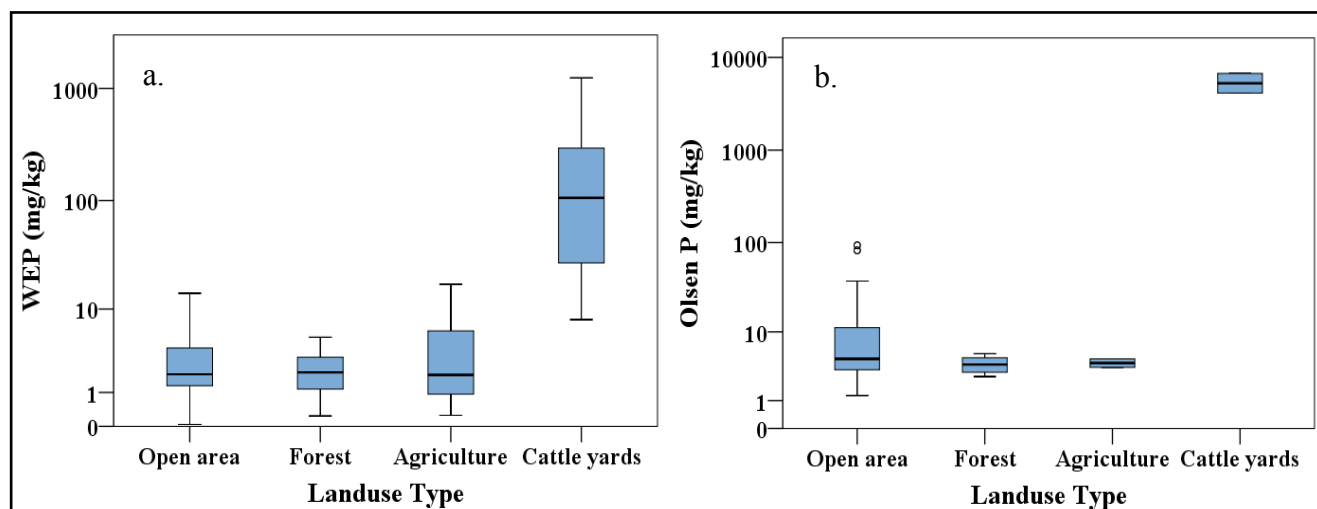 a.
WEP (mg/kg)
1000
100
10
1
0
Open area Forest Agriculture Cattle yards
Landuse Type
b.
Olsen P (mg/kg)
10000
1000
100
10
1
0
Open area Forest Agriculture Cattle yards
Landuse Type